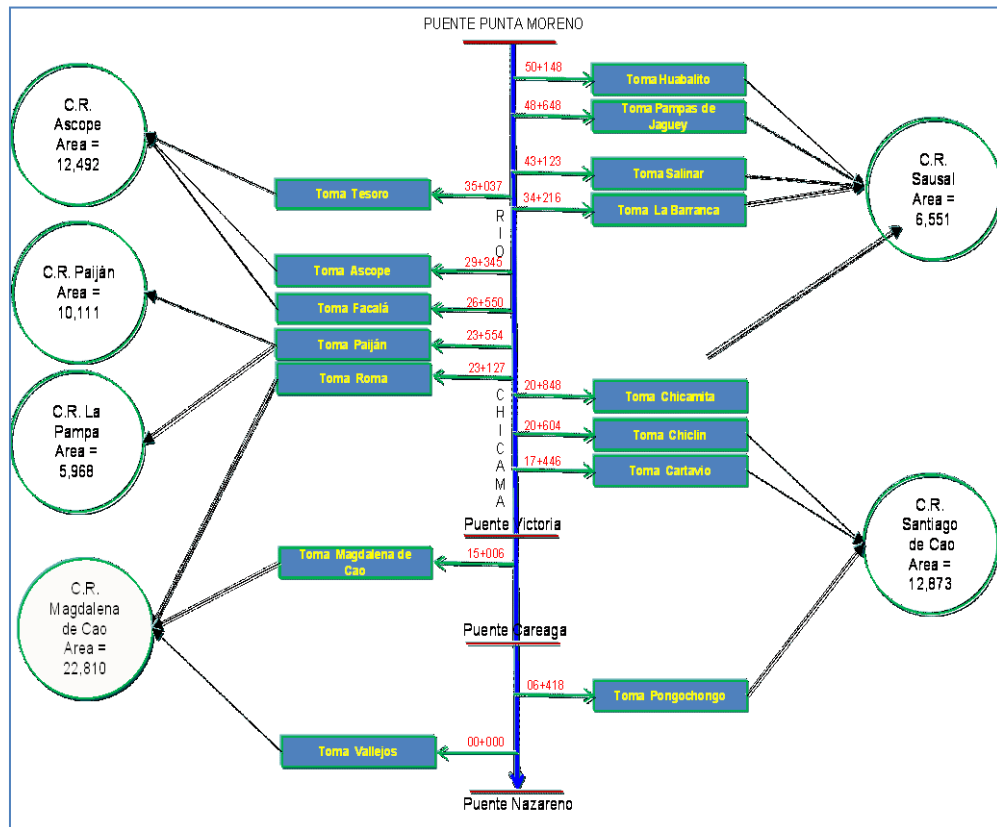 PUENTE PUNTA MORENO
50+148
Toma Huabalito
48+648
Toma Pampas de
Jaguey
43+123
Toma Salinar
34+216
Toma La Barranca
C.R.
Sausal
Area =
6,551
C.R.
Ascope
Area =
12,492
Toma Tesoro
35+037
RIO
Toma Ascope
29+345
Toma Facalá
26+550
Toma Paiján
23+554
Toma Roma
23+127
C.R. Paiján
Area =
10,111
C.R. La
Pampa
Area =
5,968
CHICAMA
20+848
Toma Chicamita
20+604
Toma Chiclin
17+446
Toma Cartavio
Puente Victoria
Toma Magdalena de
Cao
15+006
C.R.
Santiago
de Cao
Area =
12,873
C.R.
Magdalena
de Cao
Area =
22,810
Puente Careaga
06+418
Toma Pongochongo
Toma Vallejos
00+000
Puente Nazareno